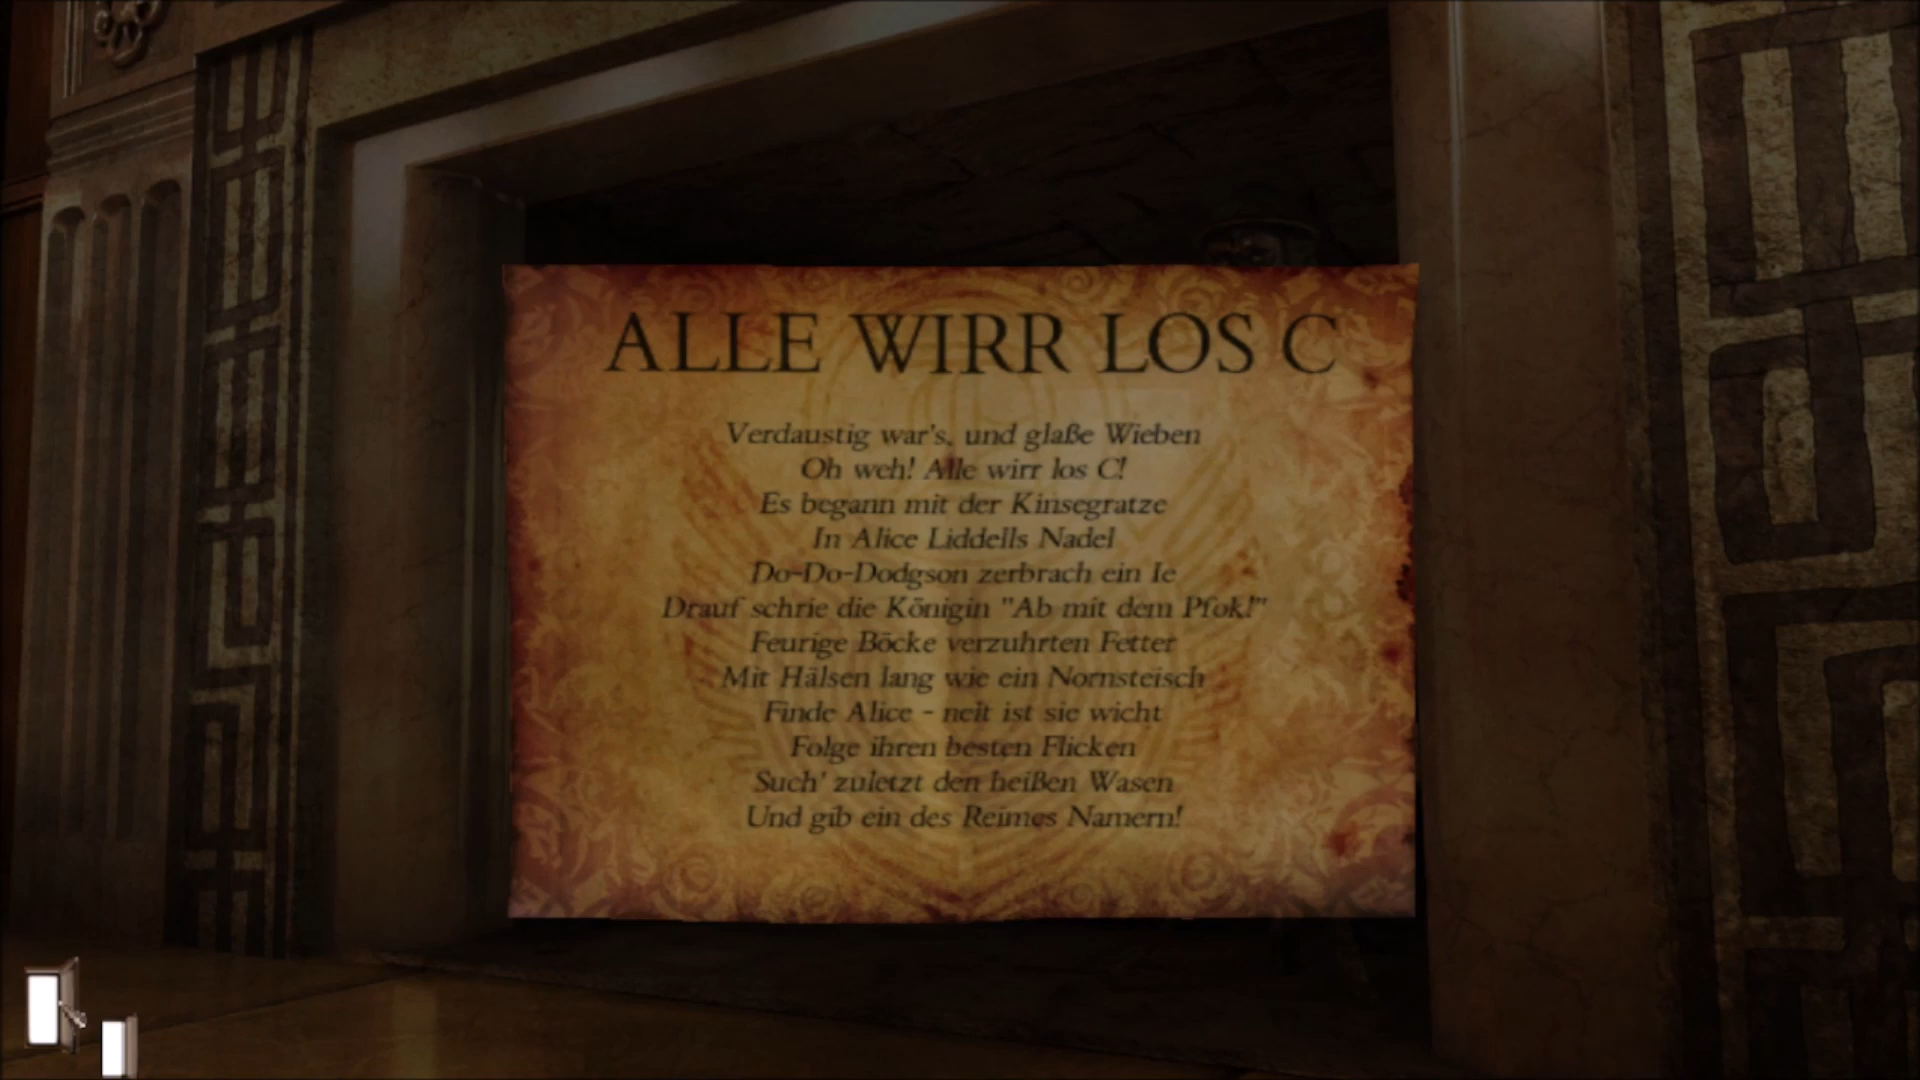 ALLE WIRR LOS C
Verdaustig war's, und glaße Wieben
Oh weh! Alle wirr los C!
Es begann mit der Kinsegratze
In Alice Liddells Nadel
Do-Do-Dodgson zerbrach ein Ie
Drauf schrie die Königin "Ab mit dem Pfok!"
Feurige Böcke verzuhrten Fetter
Mit Hälsen lang wie ein Nornsteisch
Finde Alice - neit ist sie wicht
Folge ihren besten Flicken
Such' zuletzt den heißen Wasen
Und gib ein des Reimes Namern!